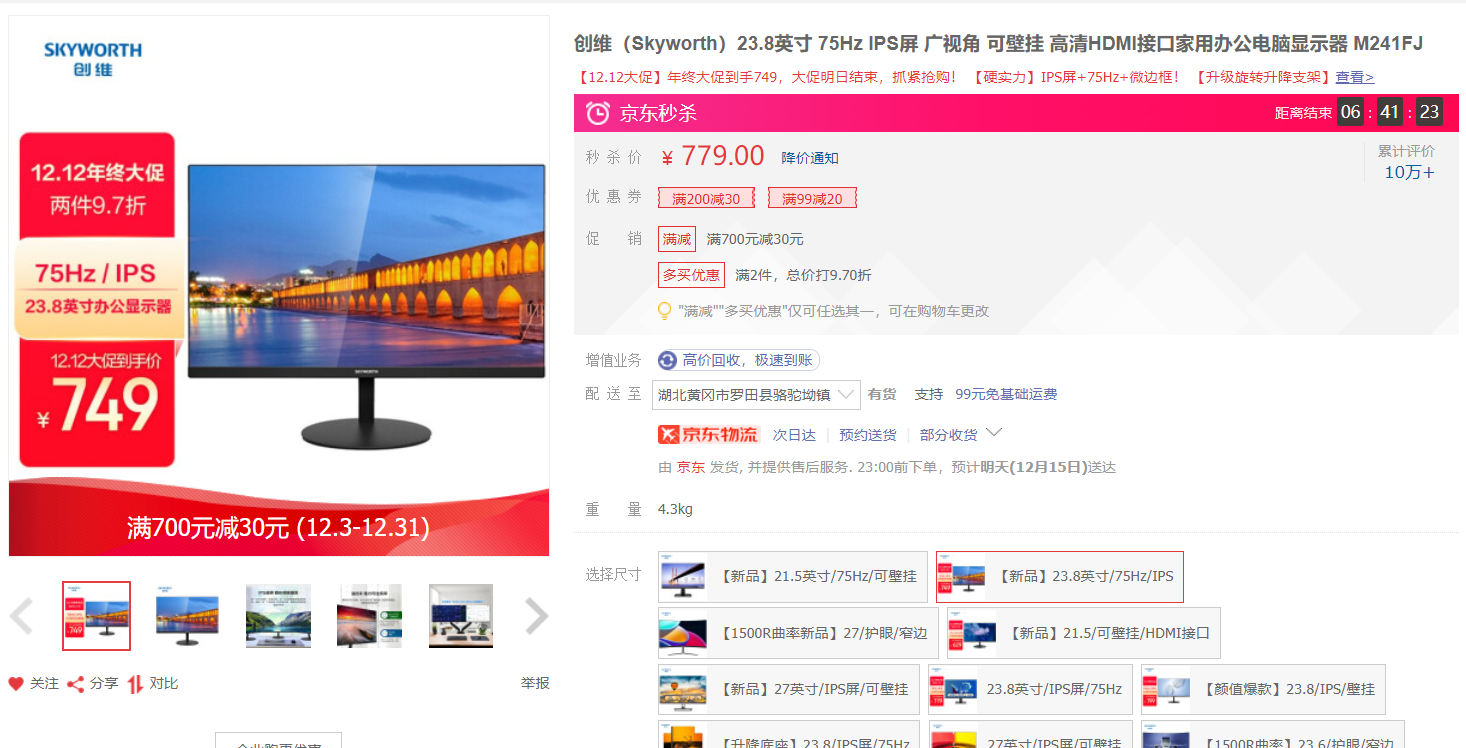 SKYWORTH
创维
12.12年终大促
两件9.7折
75Hz / IPS
23.8英寸办公显示器
12.12大促到手价
¥ 749
SKYWORTH
满700元减30元 (12.3-12.31)
关注 分享 对比 举报
创维（Skyworth）23.8英寸 75Hz IPS屏 广视角 可壁挂 高清HDMI接口家用办公电脑显示器 M241FJ
【12.12大促】年终大促到手749，大促明日结束，抓紧抢购！ 【硬实力】IPS屏+75Hz+微边框！ 【升级旋转升降支架】查看>
京东秒杀 距离结束 06 : 41 : 23
秒杀价 ¥ 779.00 降价通知 累计评价
10万+
优惠券 满200减30 满99减20
促销 满减 满700元减30元
多买优惠 满2件，总价打9.70折
"满减""多买优惠"仅可任选其一，可在购物车更改
增值业务 高价回收，极速到账
配送至 湖北黄冈市罗田县骆驼坳镇 有货 支持 99元免基础运费
京东物流 次日达 预约送货 部分收货
由 京东 发货, 并提供售后服务. 23:00前下单，预计明天(12月15日)送达
重量 4.3kg
选择尺寸 【新品】21.5英寸/75Hz/可壁挂 【新品】23.8英寸/75Hz/IPS
【1500R曲率新品】27/护眼/窄边 【新品】21.5/可壁挂/HDMI接口
【新品】27英寸/IPS屏/可壁挂 23.8英寸/IPS屏/75Hz 【颜值爆款】23.8/IPS/壁挂
【升降底座】23.8/IPS屏/75Hz 27英寸/IPS屏/可壁挂 【1500R曲率】23.6/护眼/窄边
企业购更优惠